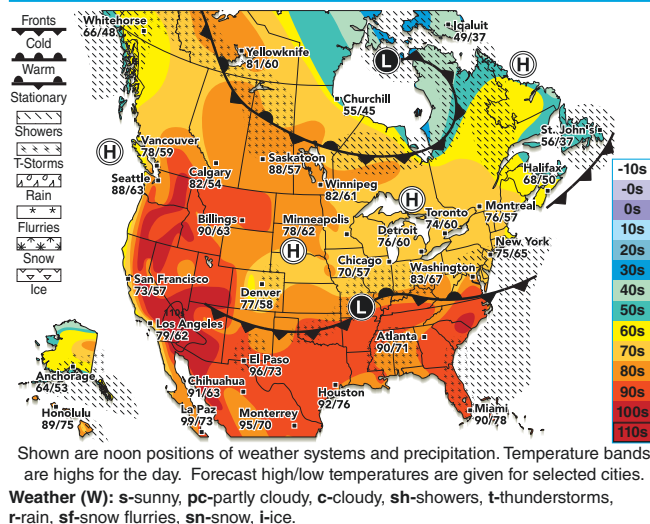 Fronts
Cold
Warm
Stationary
Showers
T-Storms
Rain
Flurries
Snow
Ice
Whitehorse
66/48
Yellowknife
81/60
Iqaluit
49/37
L
H
Churchill
55/45
St. John's
56/37
Vancouver
78/59
H
Seattle
88/63
Calgary
82/54
Saskatoon
88/57
Winnipeg
82/61
Halifax
68/50
H
Montreal
76/57
Billings
90/63
Minneapolis
78/62
Toronto
74/60
Detroit
76/60
New York
75/65
H
Chicago
70/57
Washington
83/67
San Francisco
73/57
Denver
77/58
L
110s
Los Angeles
79/62
Atlanta
90/71
El Paso
96/73
Anchorage
64/53
Chihuahua
91/63
Houston
92/76
Honolulu
89/75
La Paz
99/73
Monterrey
95/70
Miami
90/78
-10s
-0s
0s
10s
20s
30s
40s
50s
60s
70s
80s
90s
100s
110s
Shown are noon positions of weather systems and precipitation. Temperature bands
are highs for the day. Forecast high/low temperatures are given for selected cities.
Weather (W): s-sunny, pc-partly cloudy, c-cloudy, sh-showers, t-thunderstorms,
r-rain, sf-snow flurries, sn-snow, i-ice.